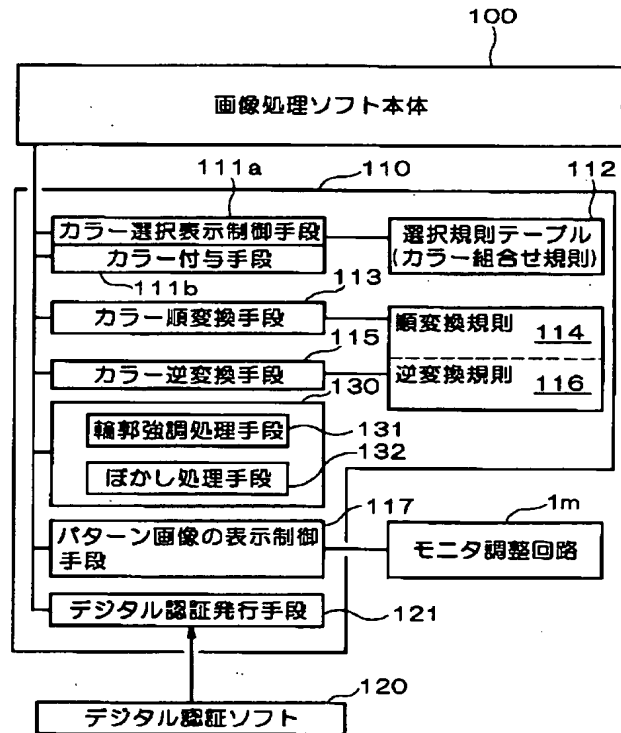 100
画像処理ソフト本体
111a
110
112
カラー選択表示制御手段
カラー付与手段
選択規則テーブル
(カラー組合せ規則)
111b
113
カラー順変換手段
順変換規則 114
115
カラー逆変換手段
逆変換規則 116
130
輪郭強調処理手段 131
ぼかし処理手段 132
117
パターン画像の表示制御
手段
1m
モニタ調整回路
デジタル認証発行手段 121
120
デジタル認証ソフト